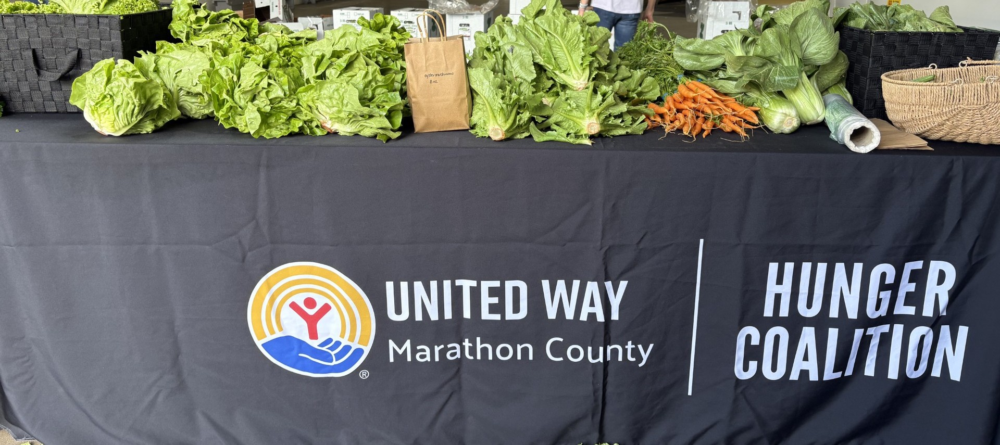 oyster mushrooms
8 oz
UNITED WAY
Marathon County
®
HUNGER
COALITION